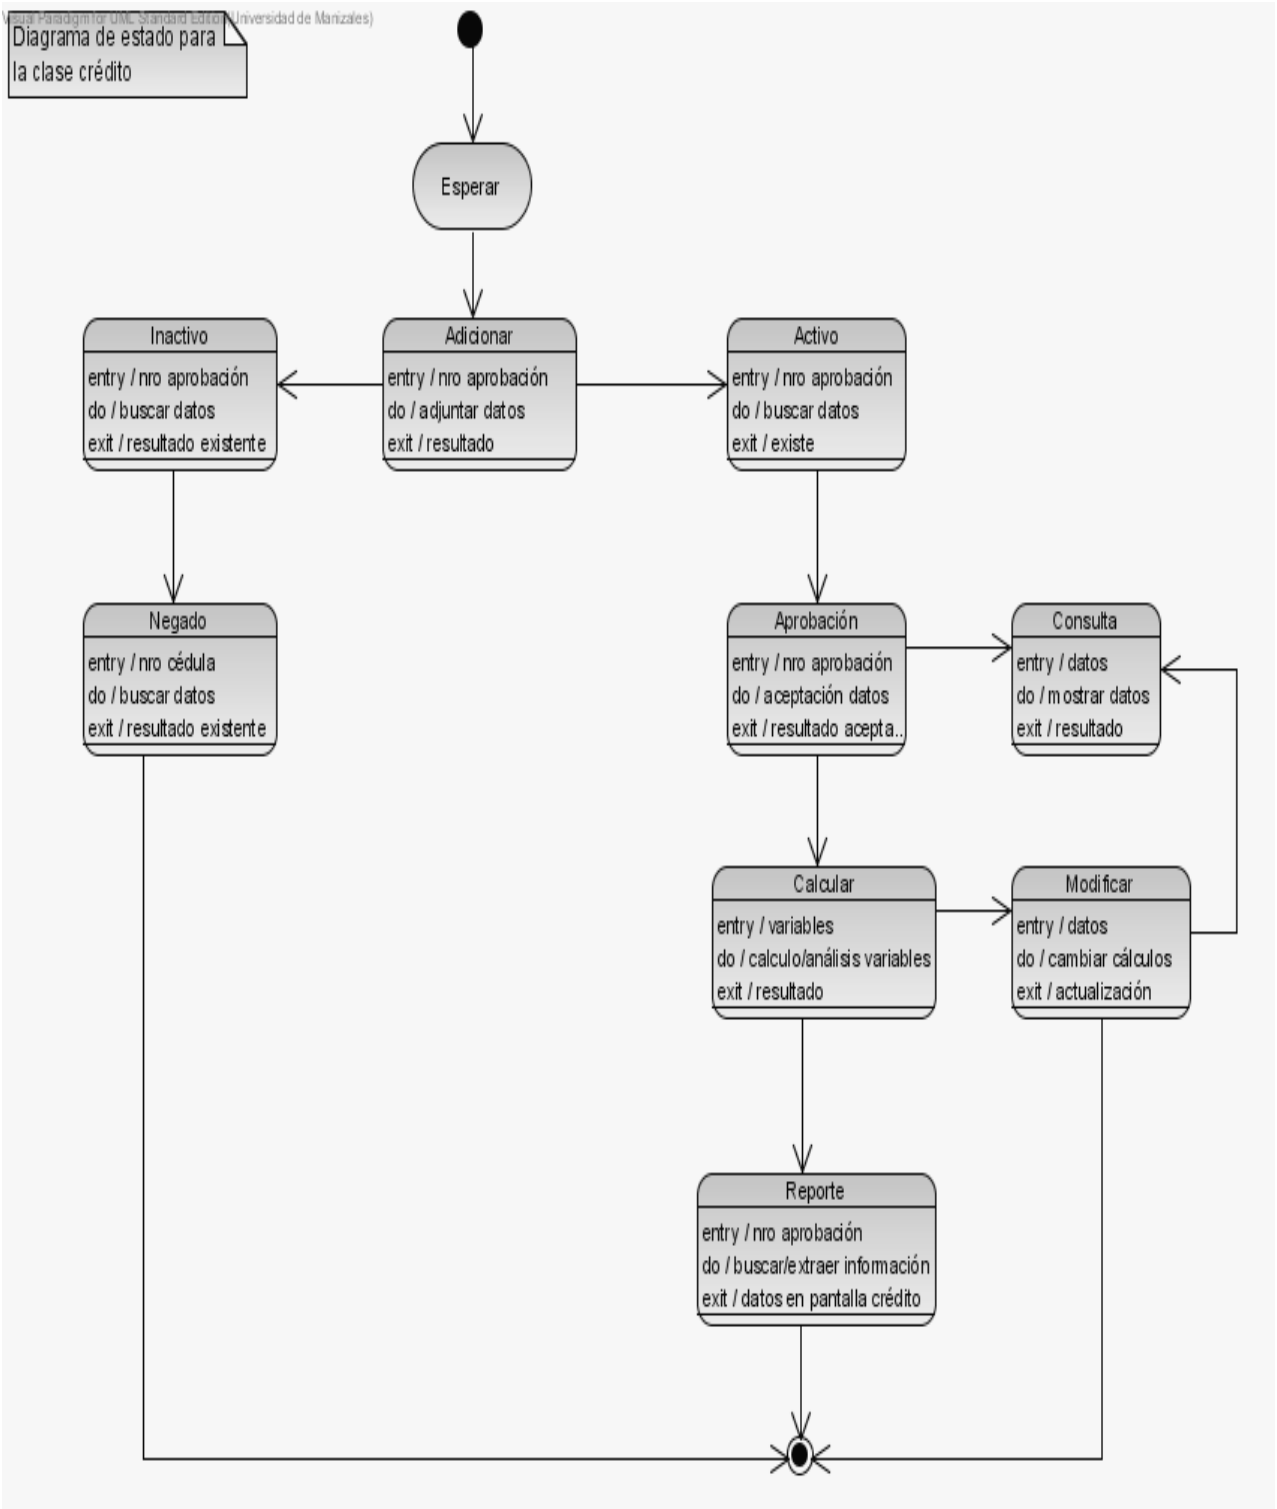 Visual Paradigm for UML Standard Edition(Universidad de Manizales)
Diagrama de estado para
la clase crédito
Esperar
Inactivo
entry / nro aprobación
do / buscar datos
exit / resultado existente
Adicionar
entry / nro aprobación
do / adjuntar datos
exit / resultado
Activo
entry / nro aprobación
do / buscar datos
exit / existe
Negado
entry / nro cédula
do / buscar datos
exit / resultado existente
Aprobación
entry / nro aprobación
do / aceptación datos
exit / resultado acepta..
Consulta
entry / datos
do / mostrar datos
exit / resultado
Calcular
entry / variables
do / calculo/análisis variables
exit / resultado
Modificar
entry / datos
do / cambiar cálculos
exit / actualización
Reporte
entry / nro aprobación
do / buscar/extraer información
exit / datos en pantalla crédito